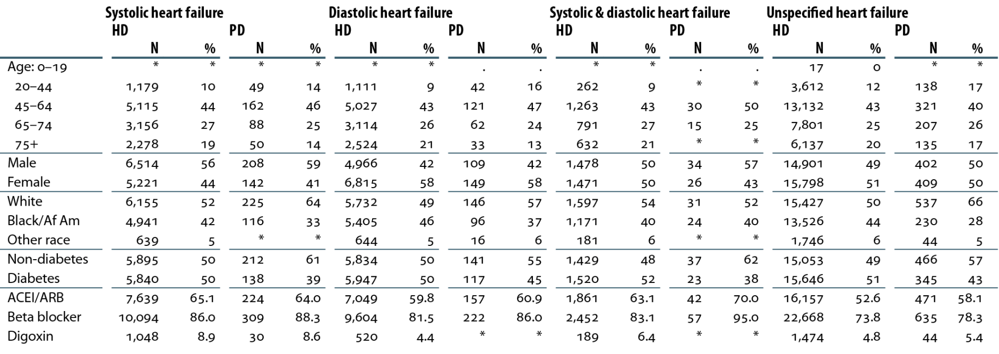 Systolic heart failure Diastolic heart failure Systolic & diastolic heart failure Unspecified heart failure
HD PD HD PD HD PD HD PD
N % N % N % N % N % N % N % N %
Age: 0–19 * * * * * * . . * * . . 17 0 * *
20–44 1,179 10 49 14 1,111 9 42 16 262 9 * * 3,612 12 138 17
45–64 5,115 44 162 46 5,027 43 121 47 1,263 43 30 50 13,132 43 321 40
65–74 3,156 27 88 25 3,114 26 62 24 791 27 15 25 7,801 25 207 26
75+ 2,278 19 50 14 2,524 21 33 13 632 21 * * 6,137 20 135 17
Male 6,514 56 208 59 4,966 42 109 42 1,478 50 34 57 14,901 49 402 50
Female 5,221 44 142 41 6,815 58 149 58 1,471 50 26 43 15,798 51 409 50
White 6,155 52 225 64 5,732 49 146 57 1,597 54 31 52 15,427 50 537 66
Black/Af Am 4,941 42 116 33 5,405 46 96 37 1,171 40 24 40 13,526 44 230 28
Other race 639 5 * * 644 5 16 6 181 6 * * 1,746 6 44 5
Non-diabetes 5,895 50 212 61 5,834 50 141 55 1,429 48 37 62 15,053 49 466 57
Diabetes 5,840 50 138 39 5,947 50 117 45 1,520 52 23 38 15,646 51 345 43
ACEI/ARB 7,639 65.1 224 64.0 7,049 59.8 157 60.9 1,861 63.1 42 70.0 16,157 52.6 471 58.1
Beta blocker 10,094 86.0 309 88.3 9,604 81.5 222 86.0 2,452 83.1 57 95.0 22,668 73.8 635 78.3
Digoxin 1,048 8.9 30 8.6 520 4.4 * * 189 6.4 * * 1,474 4.8 44 5.4